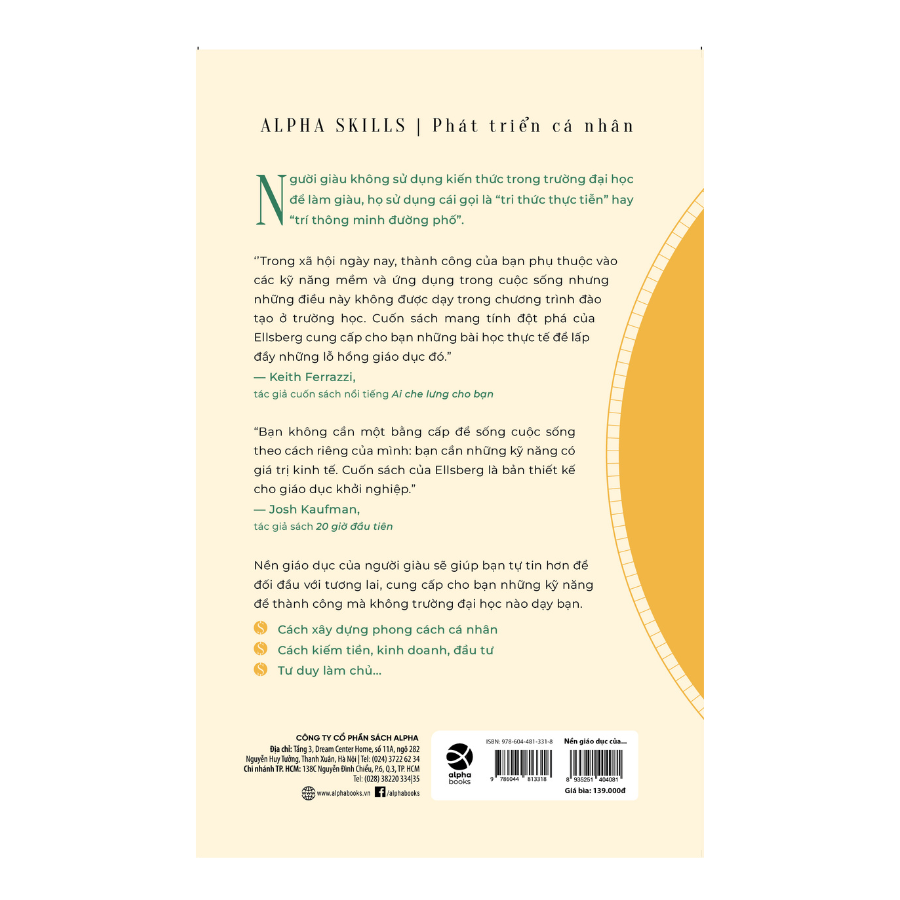 ALPHA SKILLS | Phát triển cá nhân
Người giàu không sử dụng kiến thức trong trường đại học
để làm giàu, họ sử dụng cái gọi là “tri thức thực tiễn” hay
“trí thông minh đường phố”.
“Trong xã hội ngày nay, thành công của bạn phụ thuộc vào
các kỹ năng mềm và ứng dụng trong cuộc sống nhưng
những điều này không được dạy trong chương trình đào
tạo ở trường học. Cuốn sách mang tính đột phá của
Ellsberg cung cấp cho bạn những bài học thực tế để lấp
đầy những lỗ hổng giáo dục đó.”
— Keith Ferrazzi,
tác giả cuốn sách nổi tiếng Ai che lưng cho bạn
“Bạn không cần một bằng cấp để sống cuộc sống
theo cách riêng của mình: bạn cần những kỹ năng có
giá trị kinh tế. Cuốn sách của Ellsberg là bản thiết kế
cho giáo dục khởi nghiệp.”
— Josh Kaufman,
tác giả sách 20 giờ đầu tiên
Nền giáo dục của người giàu sẽ giúp bạn tự tin hơn để
đối đầu với tương lai, cung cấp cho bạn những kỹ năng
để thành công mà không trường đại học nào dạy bạn.
$ Cách xây dựng phong cách cá nhân
$ Cách kiếm tiền, kinh doanh, đầu tư
$ Tư duy làm chủ...
CÔNG TY CỔ PHẦN SÁCH ALPHA
Địa chỉ: Tầng 3, Dream Center Home, số 11A, ngõ 282
Nguyễn Huy Tưởng, Thanh Xuân, Hà Nội | Tel: (024) 3722 62 34
Chi nhánh TP. HCM: 138C Nguyễn Đình Chiểu, P.6, Q.3, TP. HCM
Tel: (028) 38220 334|35
www.alphabooks.vn /alphabooks
alpha
books
ISBN: 978-604-481-331-8
9 786044 813318
Nền giáo dục của...
8 935251 404081
Giá bìa: 139.000đ